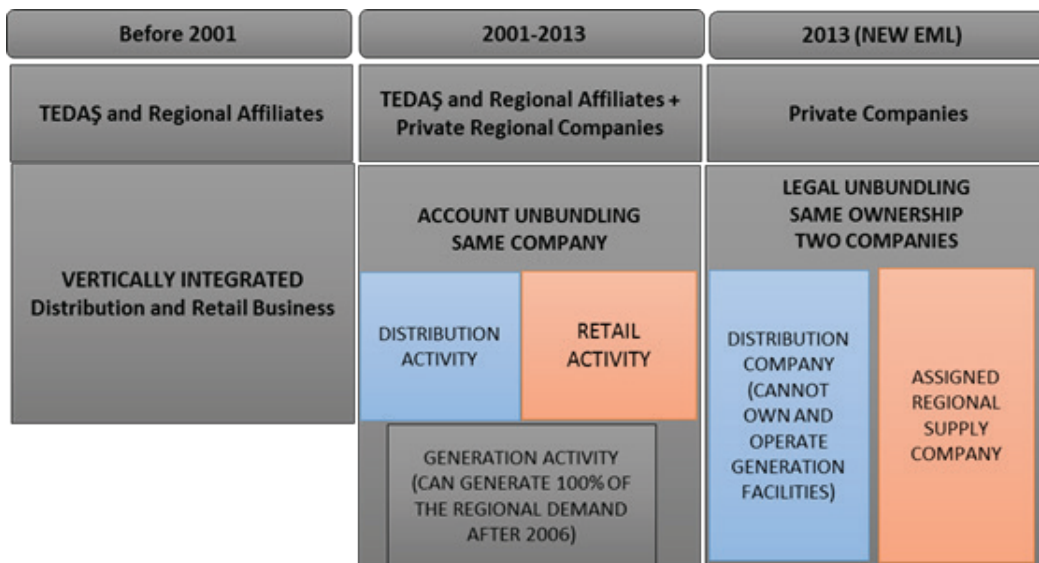 Before 2001
2001-2013
2013 (NEW EML)
TEDAŞ and Regional Affiliates
TEDAŞ and Regional Affiliates +
Private Regional Companies
Private Companies
VERTICALLY INTEGRATED
Distribution and Retail Business
ACCOUNT UNBUNDLING
SAME COMPANY
DISTRIBUTION
ACTIVITY
RETAIL
ACTIVITY
GENERATION ACTIVITY
(CAN GENERATE 100% OF
THE REGIONAL DEMAND
AFTER 2006)
LEGAL UNBUNDLING
SAME OWNERSHIP
TWO COMPANIES
DISTRIBUTION
COMPANY
(CANNOT
OWN AND
OPERATE
GENERATION
FACILITIES)
ASSIGNED
REGIONAL
SUPPLY
COMPANY